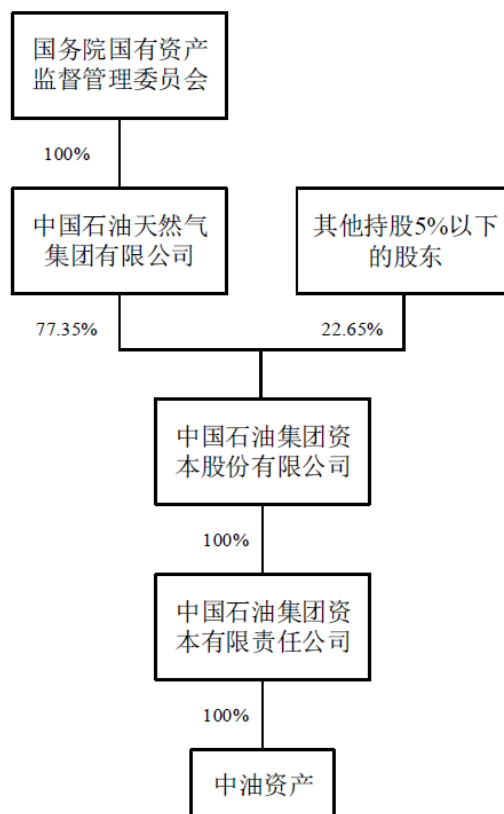 国务院国有资产
监督管理委员会
100%
中国石油天然气
集团有限公司
其他持股5%以下
的股东
77.35%
22.65%
中国石油集团资
本股份有限公司
100%
中国石油集团资
本有限责任公司
100%
中油资产